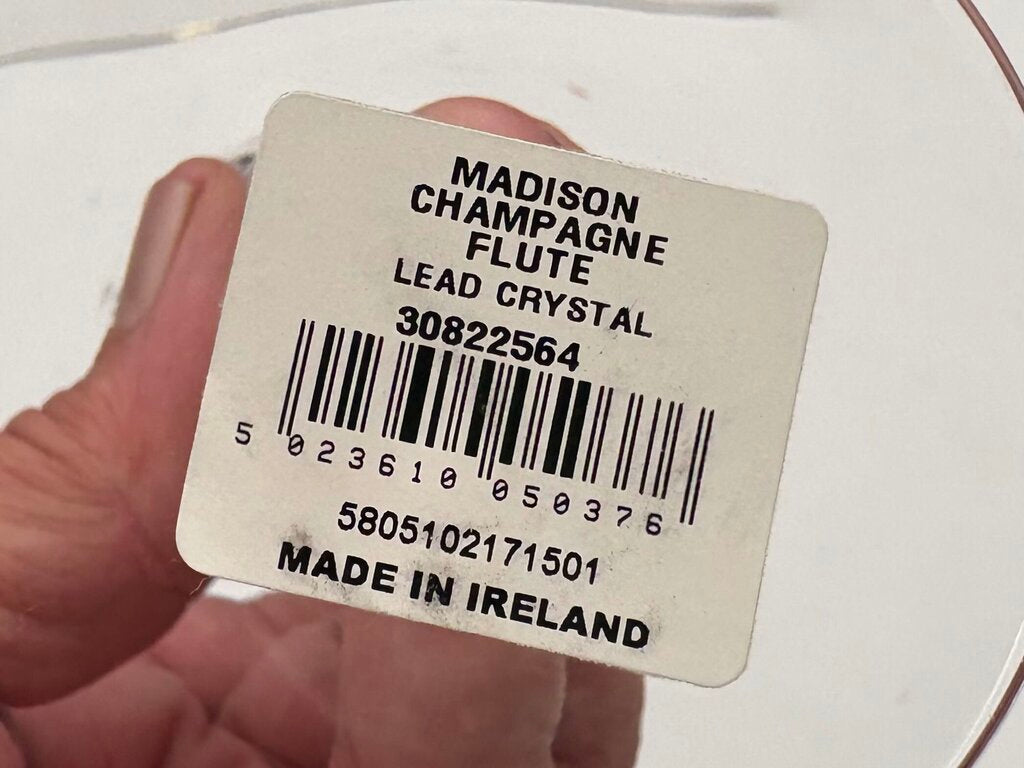 MADISON
CHAMPAGNE
FLUTE
LEAD CRYSTAL
30822564
5 023610 050376
5805102171501
MADE IN IRELAND